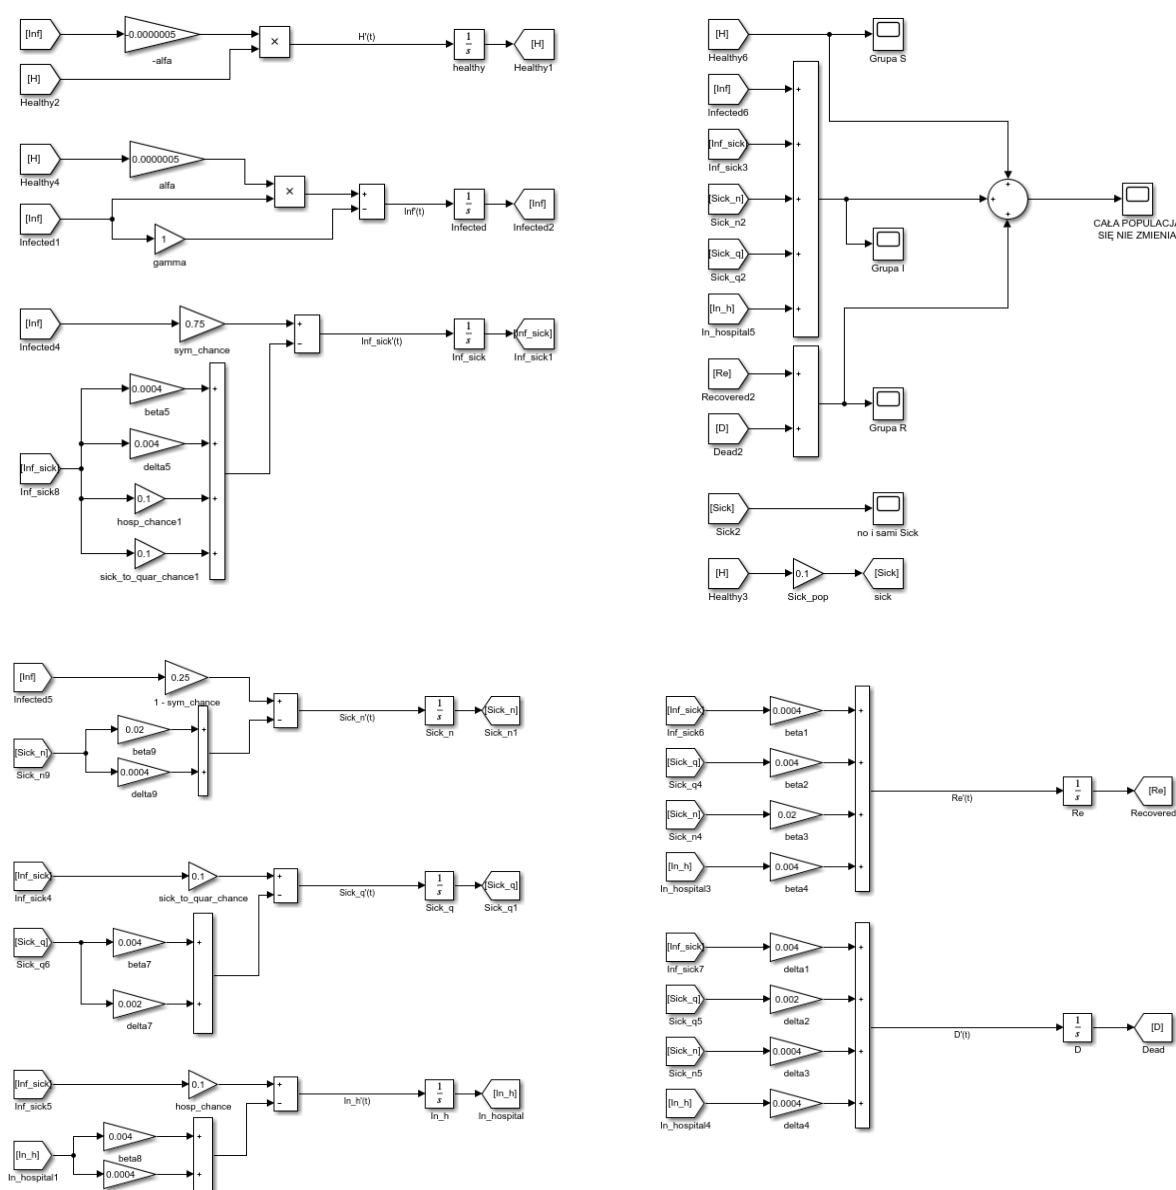 [Inf]
-0.0000005
-alfa
×
H'(t)
1
s
healthy
[H]
Healthy1
[H]
Healthy2
[H]
Healthy4
0.0000005
alfa
×
+
−
Inf'(t)
1
s
Infected
[Inf]
Infected2
[Inf]
Infected1
1
gamma
[Inf]
Infected4
0.75
sym_chance
+
−
Inf_sick'(t)
1
s
Inf_sick
[Inf_sick]
Inf_sick1
0.0004
beta5
+
0.004
delta5
+
[Inf_sick]
Inf_sick8
0.1
hosp_chance1
+
0.1
sick_to_quar_chance1
+
[H]
Healthy6
Grupa S
[Inf]
Infected6
+
[Inf_sick]
Inf_sick3
+
[Sick_n]
Sick_n2
+
[Sick_q]
Sick_q2
+
[In_h]
In_hospital5
+
Grupa I
+
+
+
CAŁA POPULACJA
SIĘ NIE ZMIENIA
[Re]
Recovered2
+
[D]
Dead2
+
Grupa R
[Sick]
Sick2
no i sami Sick
[H]
Healthy3
0.1
Sick_pop
[Sick]
sick
[Inf]
Infected5
0.25
1 - sym_chance
+
−
Sick_n'(t)
1
s
Sick_n
[Sick_n]
Sick_n1
[Sick_n]
Sick_n9
0.02
beta9
+
0.0004
delta9
+
[Inf_sick]
Inf_sick4
0.1
sick_to_quar_chance
+
−
Sick_q'(t)
1
s
Sick_q
[Sick_q]
Sick_q1
[Sick_q]
Sick_q6
0.004
beta7
+
0.002
delta7
+
[Inf_sick]
Inf_sick5
0.1
hosp_chance
+
−
In_h'(t)
1
s
In_h
[In_h]
In_hospital
[In_h]
In_hospital1
0.004
beta8
+
0.0004
+
[Inf_sick]
Inf_sick6
0.0004
beta1
+
[Sick_q]
Sick_q4
0.004
beta2
+
[Sick_n]
Sick_n4
0.02
beta3
+
[In_h]
In_hospital3
0.004
beta4
+
Re'(t)
1
s
Re
[Re]
Recovered
[Inf_sick]
Inf_sick7
0.004
delta1
+
[Sick_q]
Sick_q5
0.002
delta2
+
[Sick_n]
Sick_n5
0.0004
delta3
+
[In_h]
In_hospital4
0.0004
delta4
+
D'(t)
1
s
D
[D]
Dead